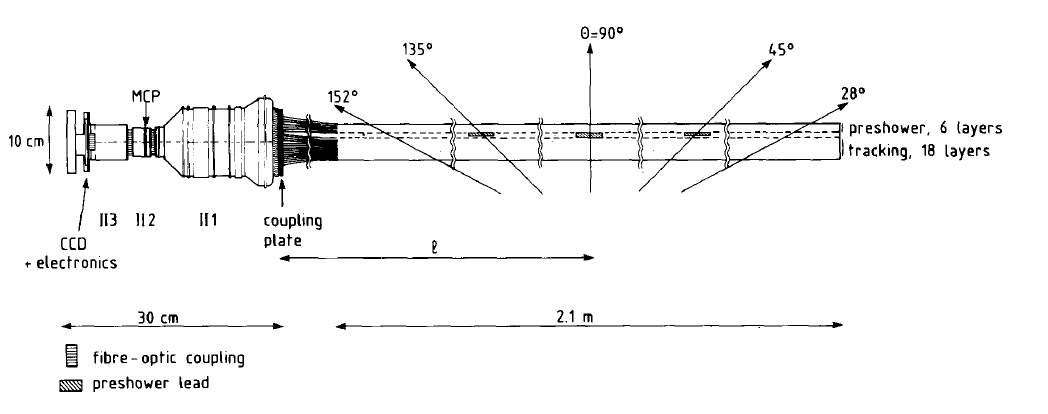 θ=90°
135°
45°
MCP
152°
28°
10 cm
preshower, 6 layers
tracking, 18 layers
II3 II2 II1
coupling
plate
CCD
+ electronics
ℓ
30 cm
2.1 m
fibre-optic coupling
preshower lead